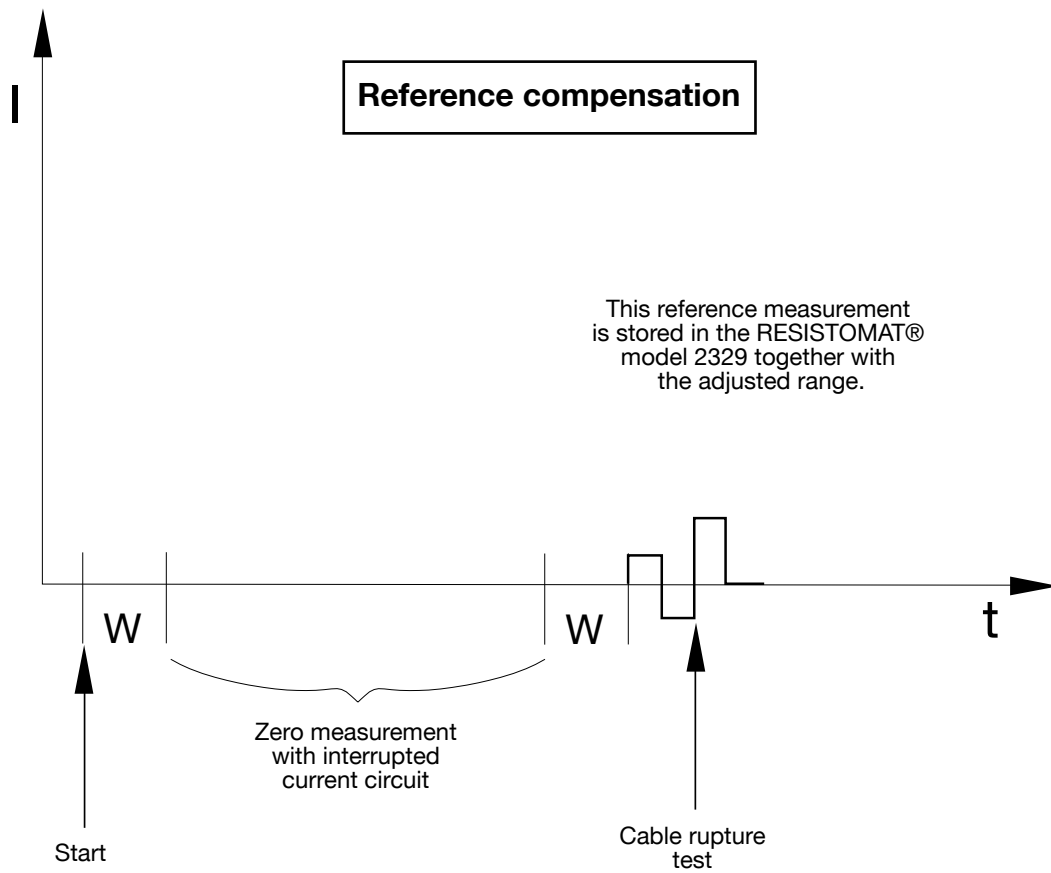 I
Reference compensation
This reference measurement
is stored in the RESISTOMAT®
model 2329 together with
the adjusted range.
W
W
t
Zero measurement
with interrupted
current circuit
Start
Cable rupture
test